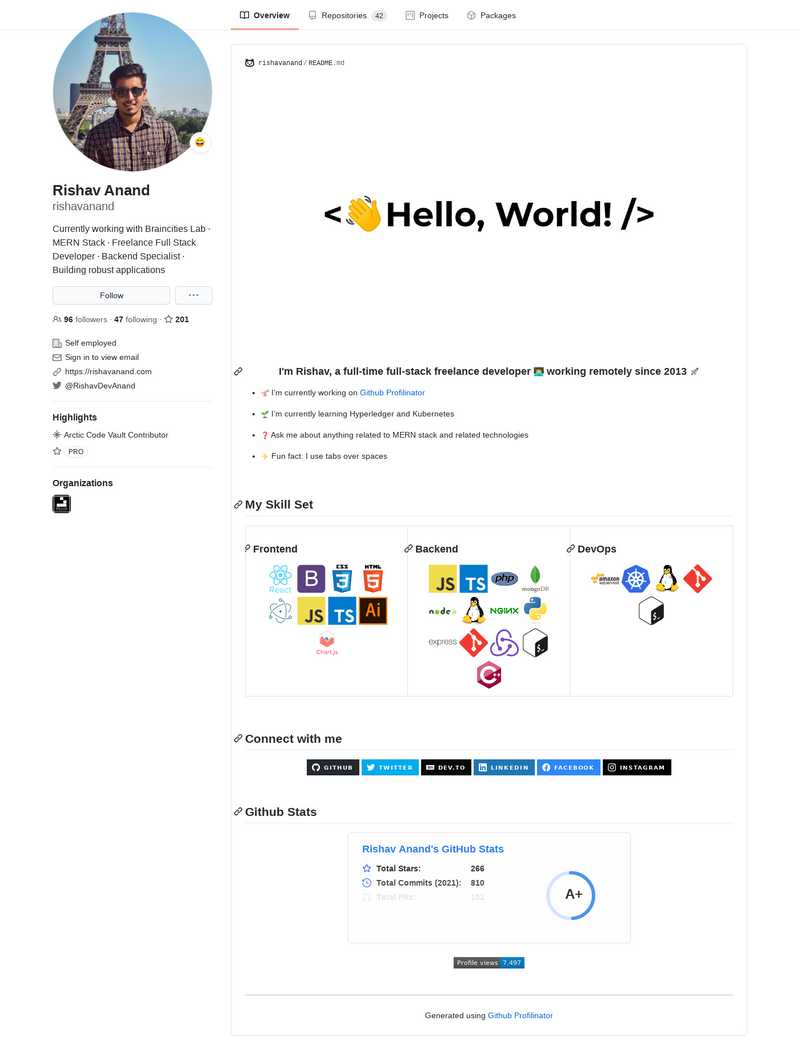 Overview
Repositories 42
Projects
Packages
Rishav Anand
rishavanand
Currently working with Braincities Lab ·
MERN Stack · Freelance Full Stack
Developer · Backend Specialist ·
Building robust applications
Follow
96 followers · 47 following · 201
Self employed
Sign in to view email
https://rishavanand.com
@RishavDevAnand
Highlights
Arctic Code Vault Contributor
PRO
Organizations
rishavanand / README.md
<👋Hello, World! />
I'm Rishav, a full-time full-stack freelance developer 👨‍💻 working remotely since 2013 🚀
I'm currently working on Github Profilinator
🌱 I'm currently learning Hyperledger and Kubernetes
❓ Ask me about anything related to MERN stack and related technologies
⚡ Fun fact: I use tabs over spaces
My Skill Set
Frontend
React
B
CSS
3
HTML
5
JS
TS
Ai
Chart.js
Backend
JS
TS
php
mongoDB
node
NGINX
express
$_
C++
DevOps
amazon
$_
Connect with me
GITHUB
TWITTER
DEV.TO
LINKEDIN
FACEBOOK
INSTAGRAM
Github Stats
Rishav Anand's GitHub Stats
Total Stars: 266
Total Commits (2021): 810
Total PRs:
A+
Profile views 7,497
Generated using Github Profilinator